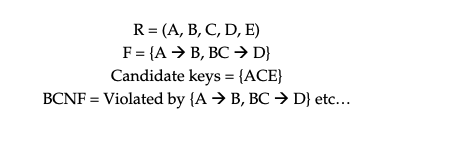 R = (A, B, C, D, E)
F = {A → B, BC → D}
Candidate keys = {ACE}
BCNF = Violated by {A → B, BC → D} etc…